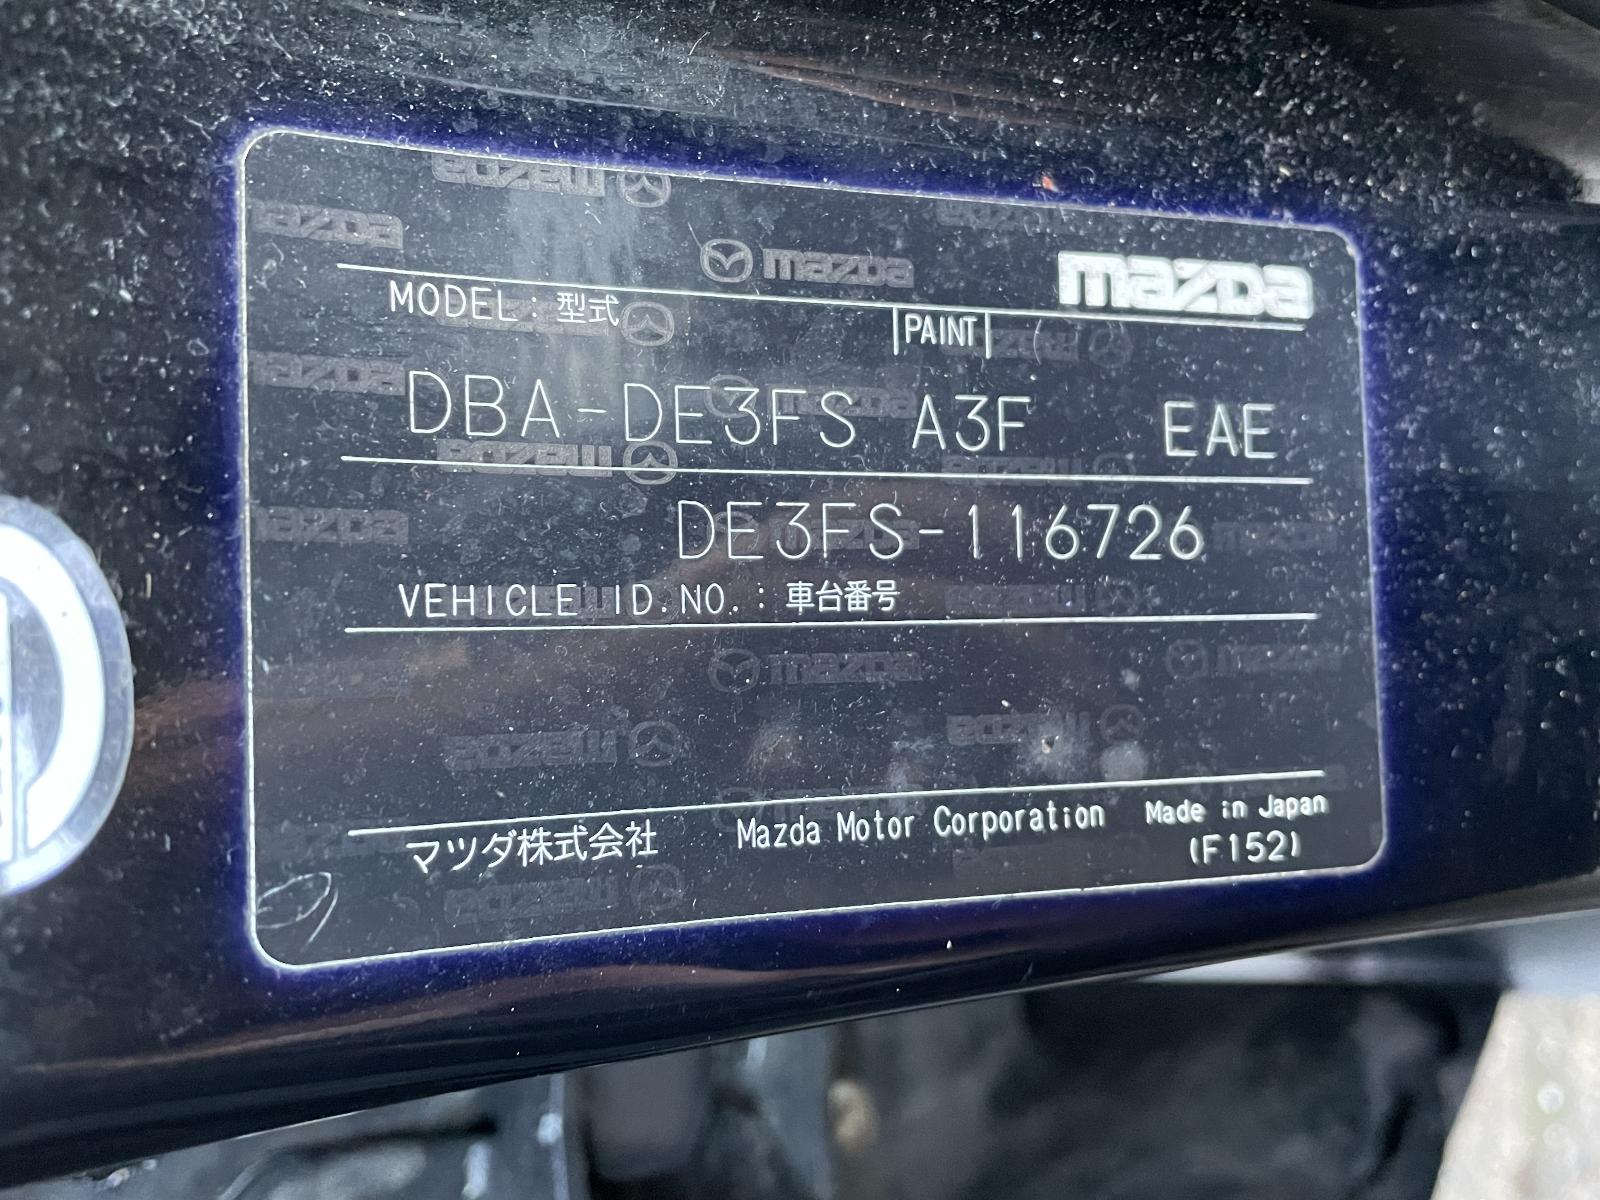 mazda
MODEL : 型式
PAINT
DBA-DE3FS A3F EAE
DE3FS-116726
VEHICLE ID.NO. : 車台番号
マツダ株式会社 Mazda Motor Corporation Made in Japan
(F152)